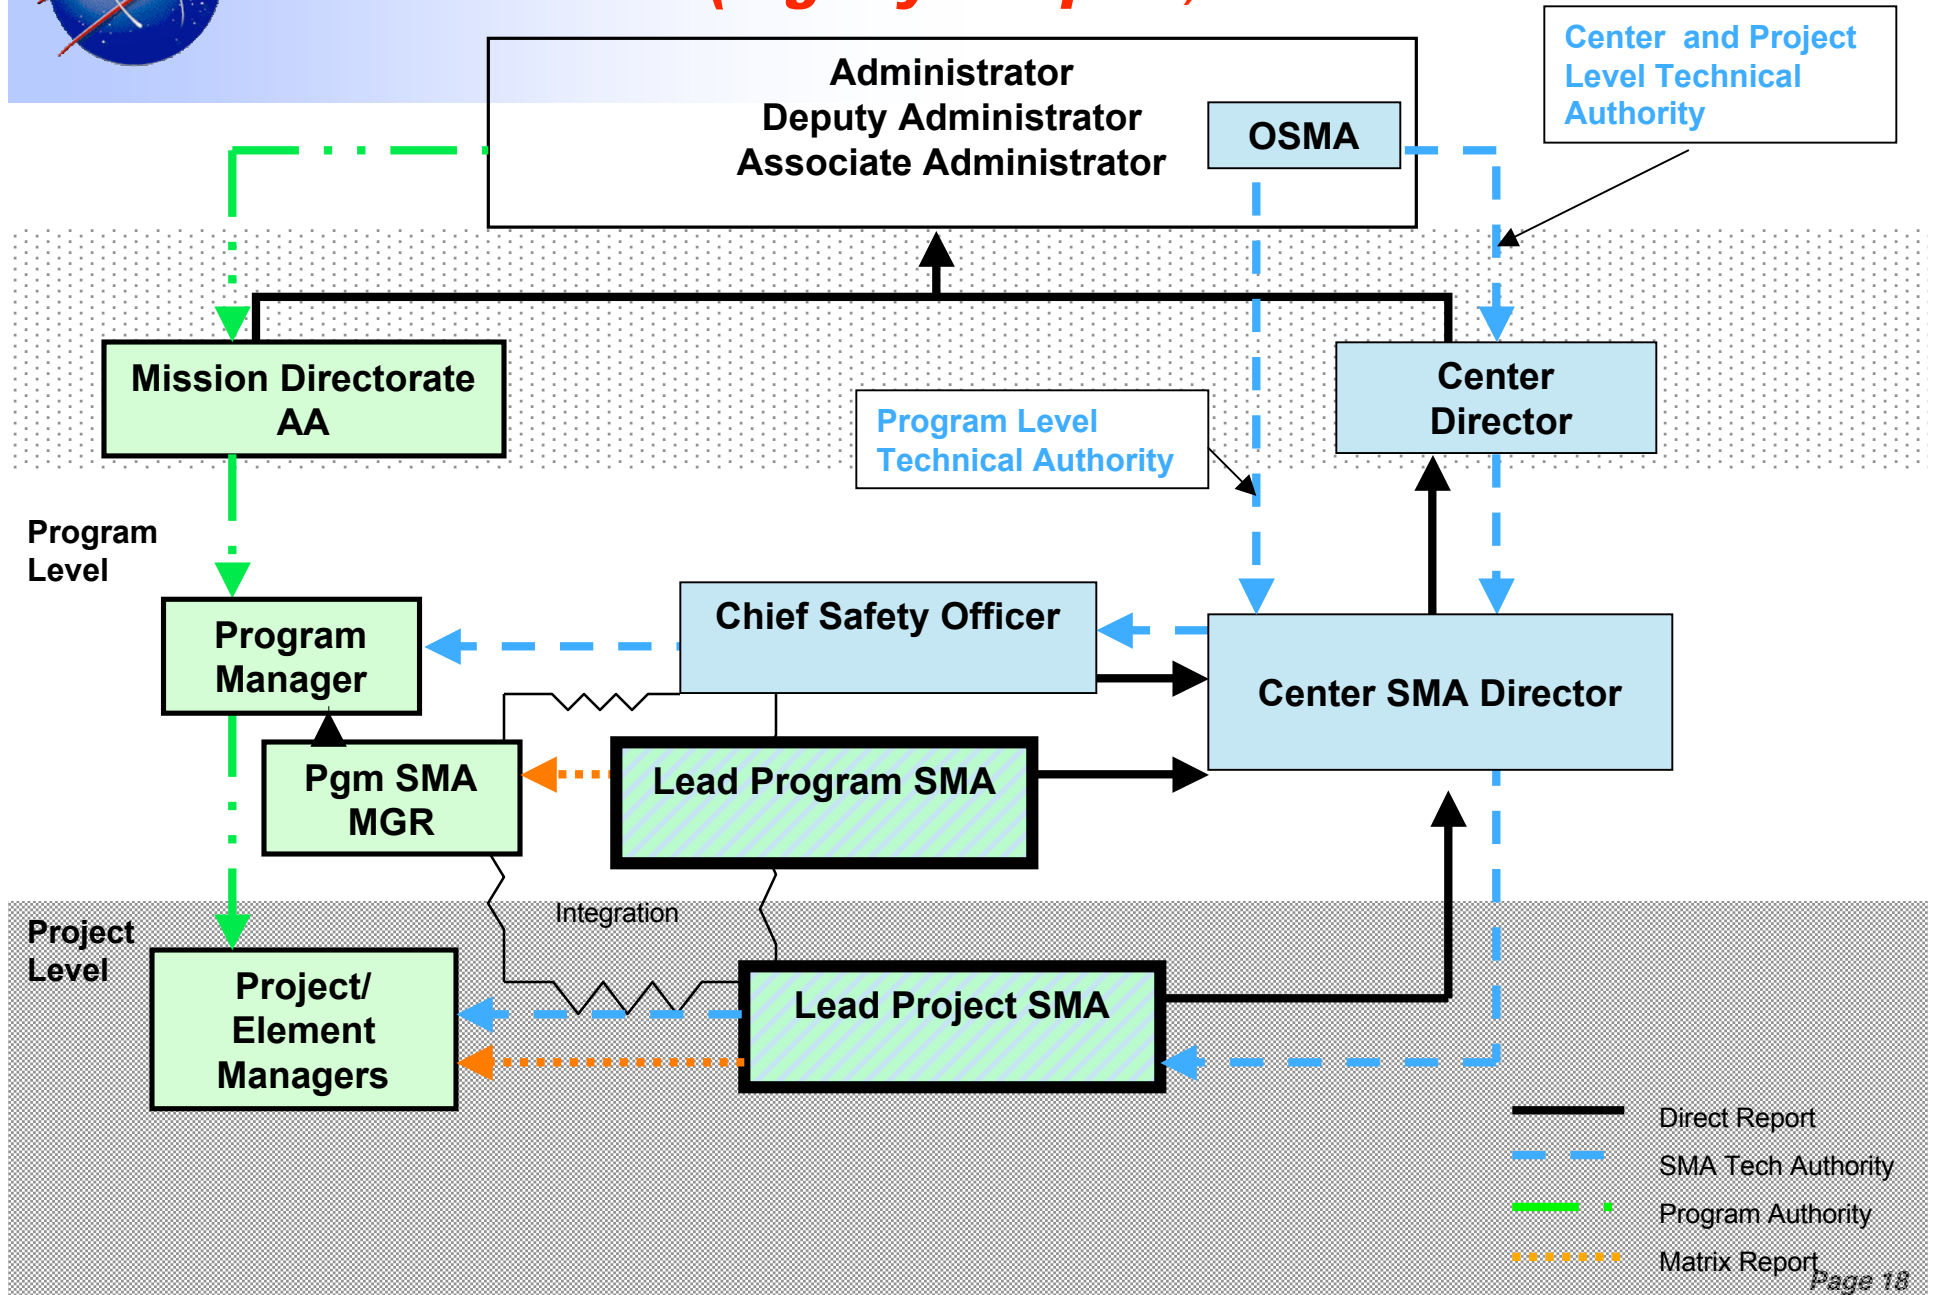 Administrator
Deputy Administrator
Associate Administrator
OSMA
Center and Project
Level Technical
Authority
Mission Directorate
AA
Program Level
Technical Authority
Center
Director
Program
Level
Program
Manager
Chief Safety Officer
Center SMA Director
Pgm SMA
MGR
Lead Program SMA
Integration
Project
Level
Project/
Element
Managers
Lead Project SMA
Direct Report
SMA Tech Authority
Program Authority
Matrix Report
Page 18